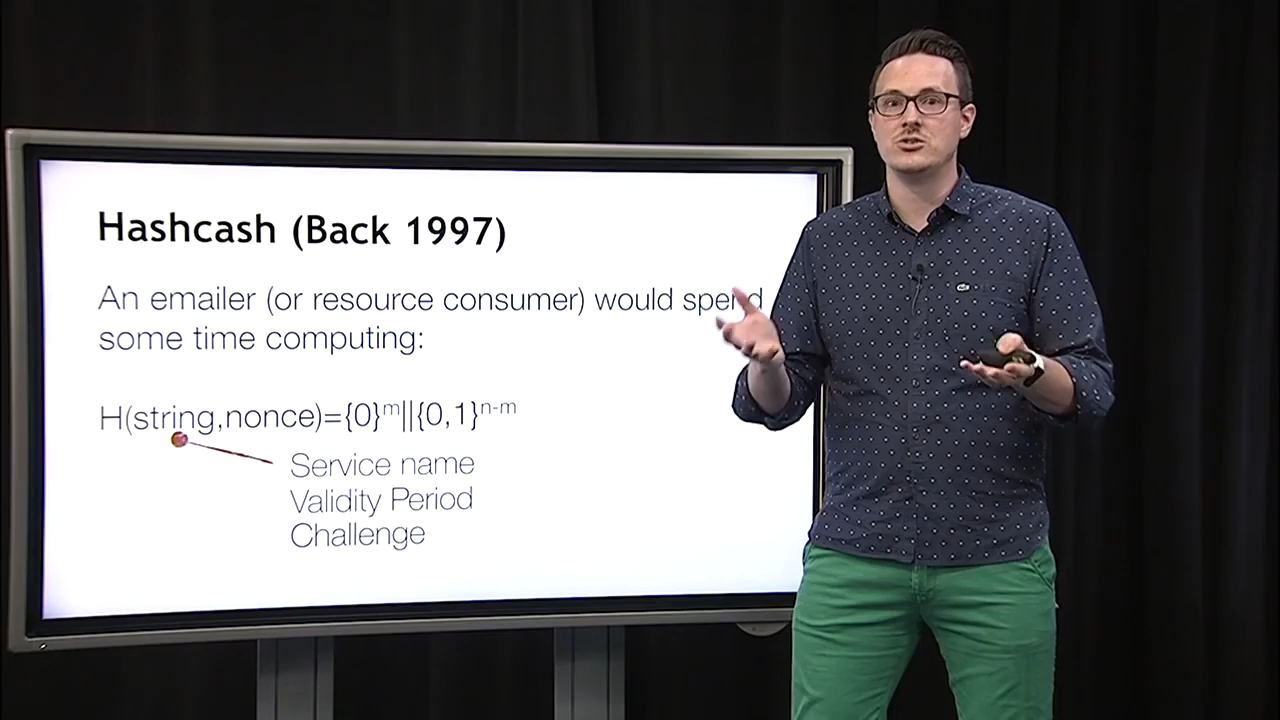 Hashcash (Back 1997)
An emailer (or resource consumer) would spend
some time computing:
H(string,nonce)={0}ᵐ||{0,1}ⁿ⁻ᵐ
Service name
Validity Period
Challenge